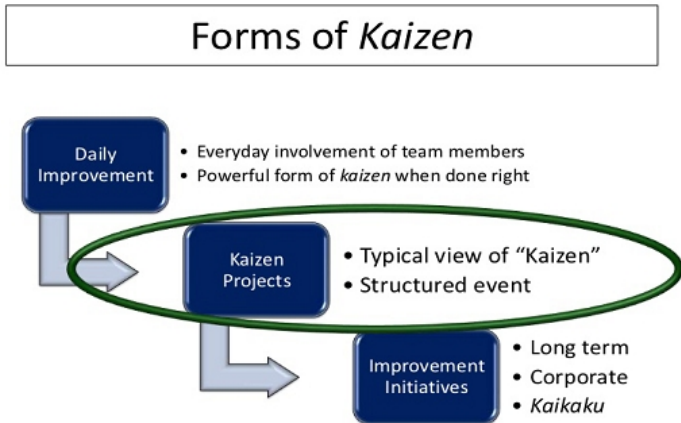 Forms of Kaizen
Daily
Improvement
• Everyday involvement of team members
• Powerful form of kaizen when done right
Kaizen
Projects
• Typical view of “Kaizen”
• Structured event
Improvement
Initiatives
• Long term
• Corporate
• Kaikaku